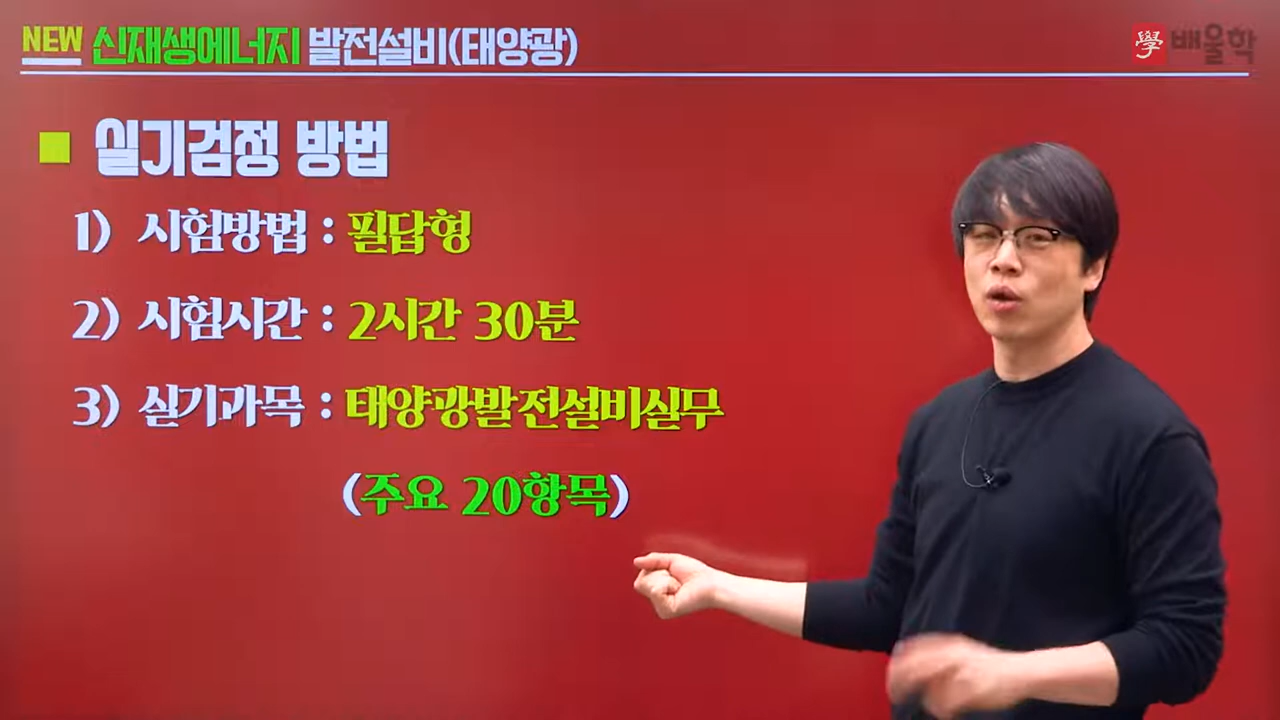 NEW 신재생에너지 발전설비(태양광)
學 배울학
■ 실기검정 방법
1) 시험방법 : 필답형
2) 시험시간 : 2시간 30분
3) 실기과목 : 태양광발전설비실무
(주요 20항목)